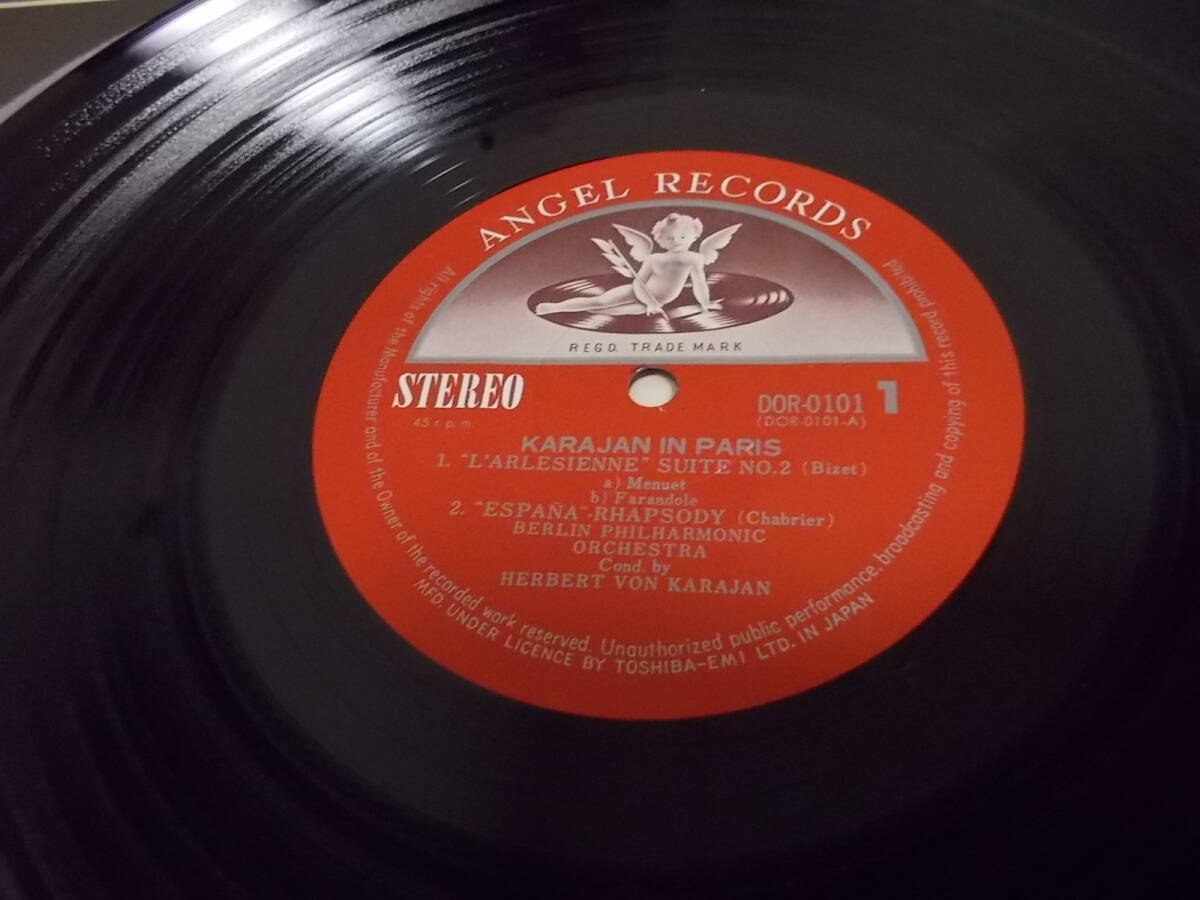 ANGEL RECORDS
REGD. TRADE MARK
STEREO
45 r. p. m.
DOR-0101 1
(DOR-0101-A)
KARAJAN IN PARIS
1. "L'ARLESIENNE" SUITE NO.2 (Bizet)
a) Menuet
b) Farandole
2. "ESPAÑA"-RHAPSODY (Chabrier)
BERLIN PHILHARMONIC
ORCHESTRA
Cond. by
HERBERT VON KARAJAN
All rights of the Manufacturer and of the Owner of the recorded work reserved. Unauthorized public performance, broadcasting and copying of this record prohibited
MFD. UNDER LICENCE BY TOSHIBA-EMI LTD. IN JAPAN